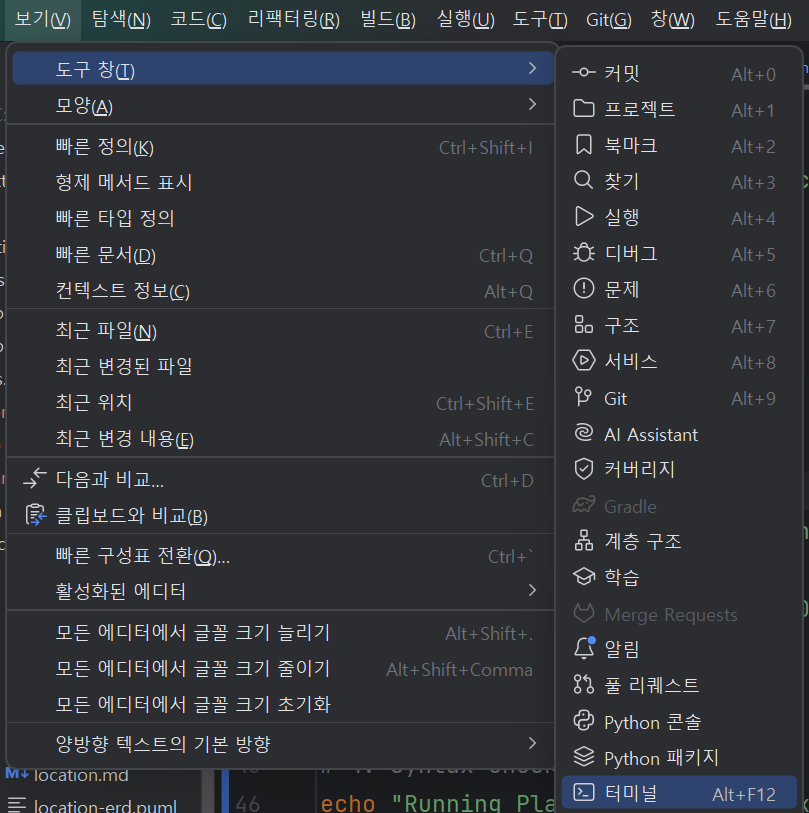 보기(V) 탐색(N) 코드(C) 리팩터링(R) 빌드(B) 실행(U) 도구(T) Git(G) 창(W) 도움말(H)
도구 창(T)
모양(A)
빠른 정의(K) Ctrl+Shift+I
형제 메서드 표시
빠른 타입 정의
빠른 문서(D) Ctrl+Q
컨텍스트 정보(C) Alt+Q
최근 파일(N) Ctrl+E
최근 변경된 파일
최근 위치 Ctrl+Shift+E
최근 변경 내용(E) Alt+Shift+C
다음과 비교... Ctrl+D
클립보드와 비교(B)
빠른 구성표 전환(Q)... Ctrl+`
활성화된 에디터
모든 에디터에서 글꼴 크기 늘리기 Alt+Shift+.
모든 에디터에서 글꼴 크기 줄이기 Alt+Shift+Comma
모든 에디터에서 글꼴 크기 초기화
양방향 텍스트의 기본 방향
커밋 Alt+0
프로젝트 Alt+1
북마크 Alt+2
찾기 Alt+3
실행 Alt+4
디버그 Alt+5
문제 Alt+6
구조 Alt+7
서비스 Alt+8
Git Alt+9
AI Assistant
커버리지
Gradle
계층 구조
학습
Merge Requests
알림
풀 리퀘스트
Python 콘솔
Python 패키지
터미널 Alt+F12
M↓ location.md
location-erd.puml
46 echo "Running Pla